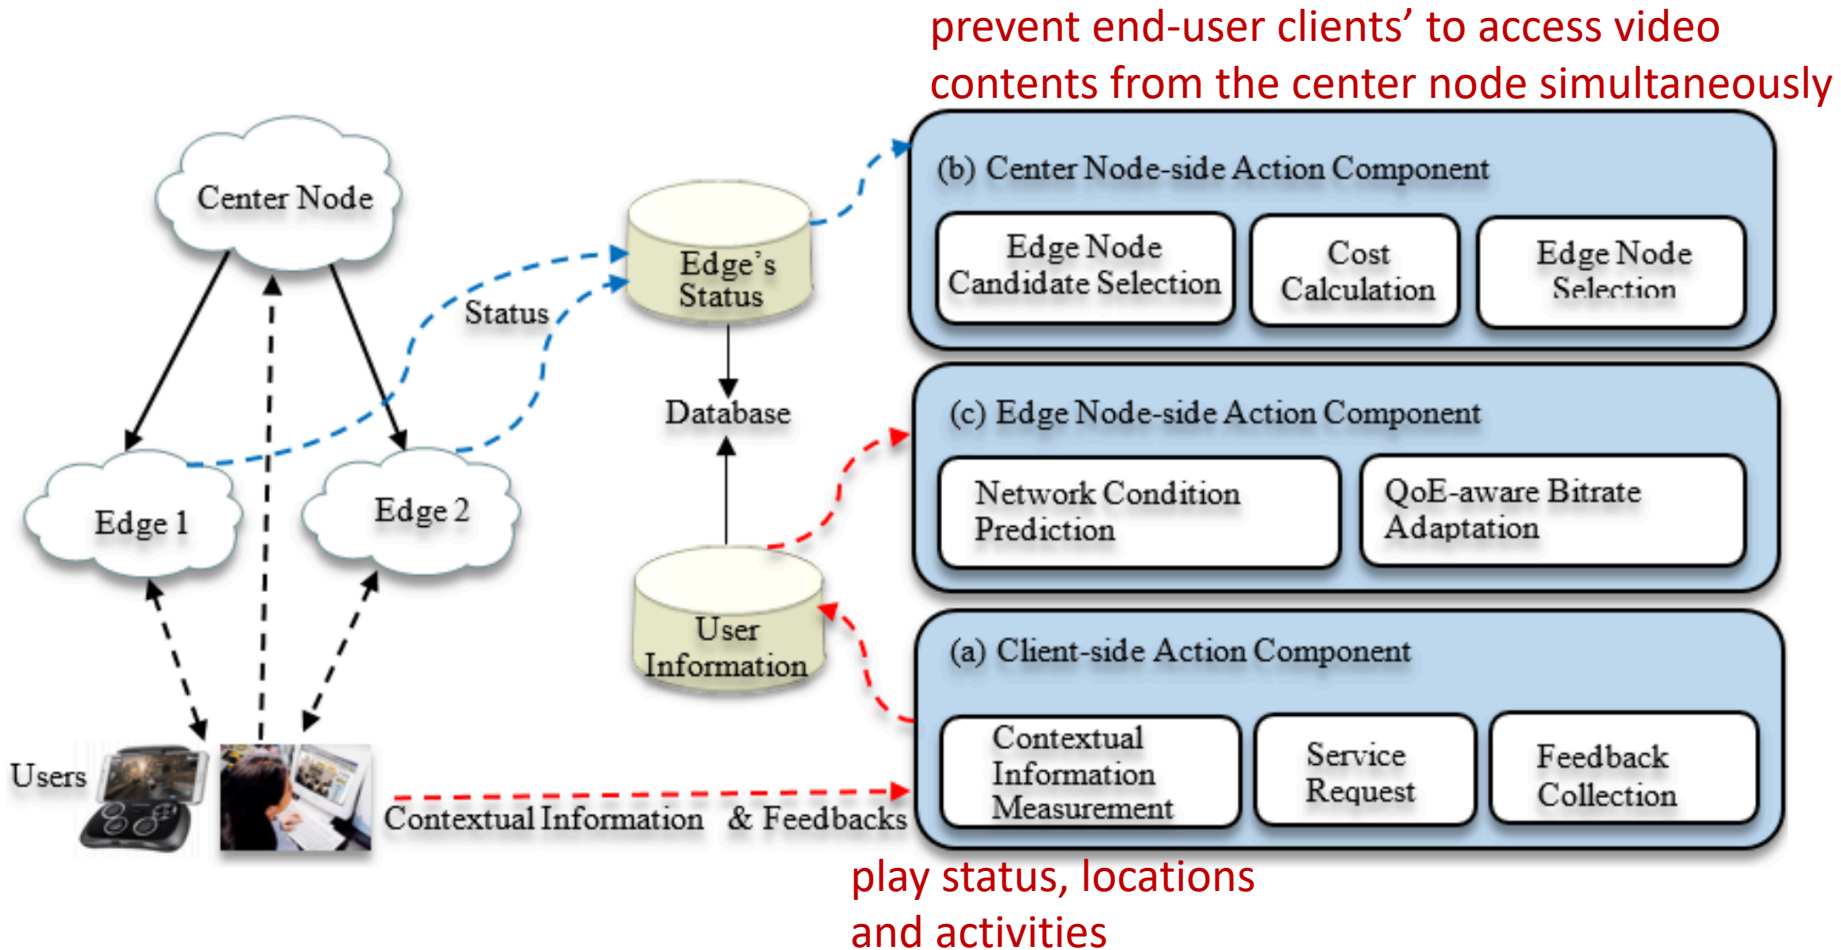 prevent end-user clients’ to access video
contents from the center node simultaneously
Center Node
Edge 1
Edge 2
Users
Status
Edge’s
Status
Database
User
Information
Contextual Information & Feedbacks
(b) Center Node-side Action Component
Edge Node
Candidate Selection
Cost
Calculation
Edge Node
Selection
(c) Edge Node-side Action Component
Network Condition
Prediction
QoE-aware Bitrate
Adaptation
(a) Client-side Action Component
Contextual
Information
Measurement
Service
Request
Feedback
Collection
play status, locations
and activities